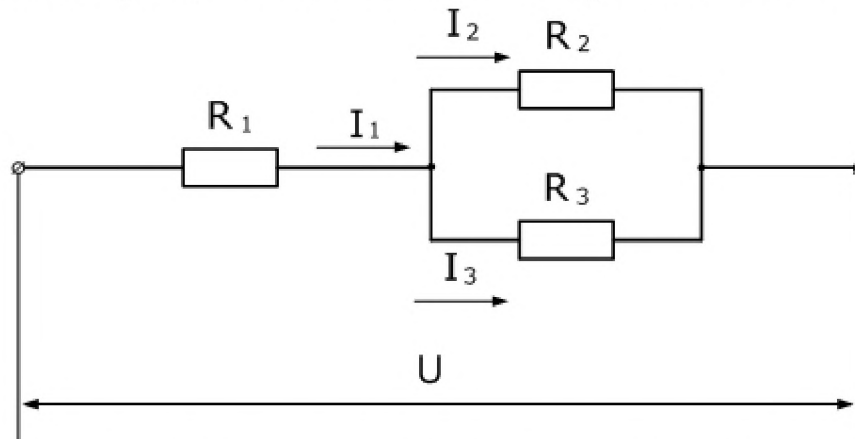 I₂
R₂
R₁
I₁
R₃
I₃
U